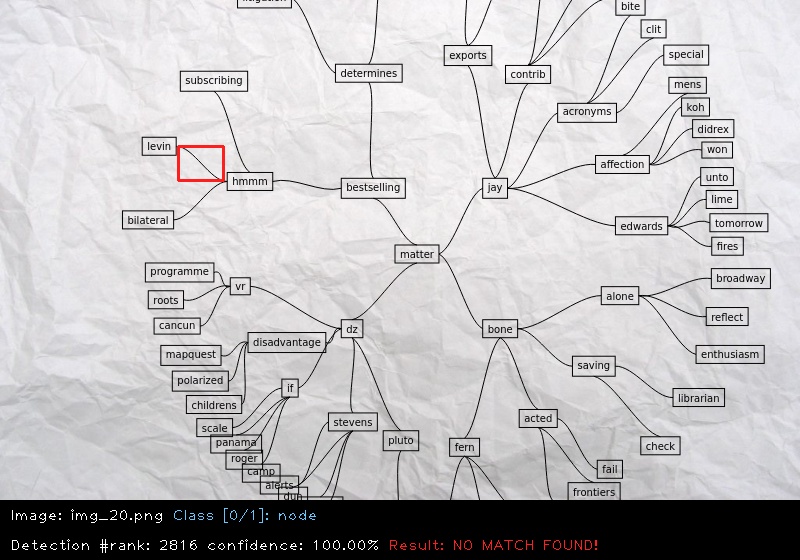 bite
clit
exports
special
determines
contrib
subscribing
mens
koh
acronyms
didrex
levin
won
affection
unto
hmmm
bestselling
jay
lime
bilateral
tomorrow
edwards
fires
matter
programme
broadway
vr
alone
roots
reflect
cancun
dz
bone
disadvantage
mapquest
enthusiasm
saving
polarized
if
librarian
childrens
acted
stevens
scale
pluto
panama
check
fern
roger
camp
fail
alerts
frontiers
Image: img_20.png Class [0/1]: node
Detection #rank: 2816 confidence: 100.00% Result: NO MATCH FOUND!